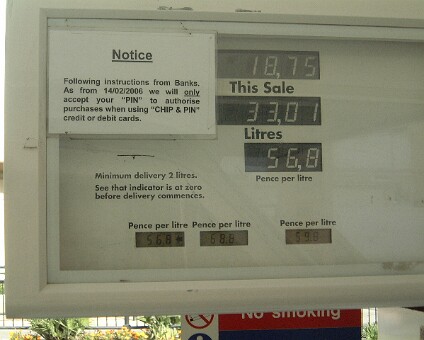 Notice
Following instructions from Banks.
As from 14/02/2006 we will only
accept your "PIN" to authorise
purchases when using "CHIP & PIN"
credit or debit cards.
18,75
This Sale
33,01
Litres
56,8
Pence per litre
Minimum delivery 2 litres.
See that indicator is at zero
before delivery commences.
Pence per litre Pence per litre Pence per litre
56.8
No smoking